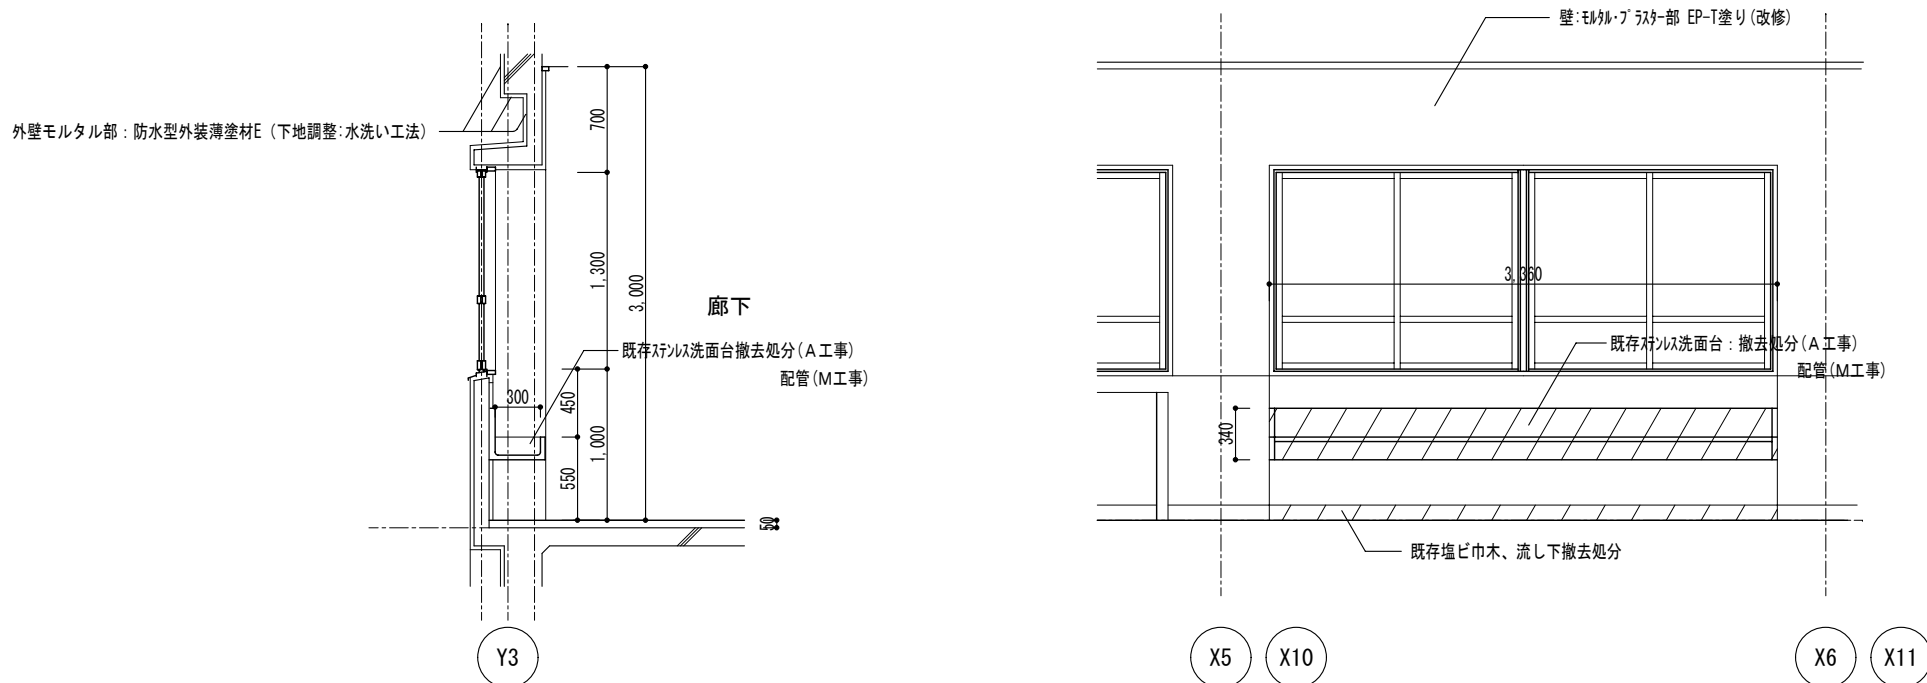 壁:モルタル・プラスター部 EP-T塗り(改修)
外壁モルタル部：防水型外装薄塗材E（下地調整:水洗い工法）
700
1,300
3,000
廊下
既存ステンレス洗面台撤去処分(A工事)
配管(M工事)
300
450
1,000
550
50
Y3
3,360
既存ステンレス洗面台：撤去処分(A工事)
配管(M工事)
340
既存塩ビ巾木、流し下撤去処分
X5
X10
X6
X11